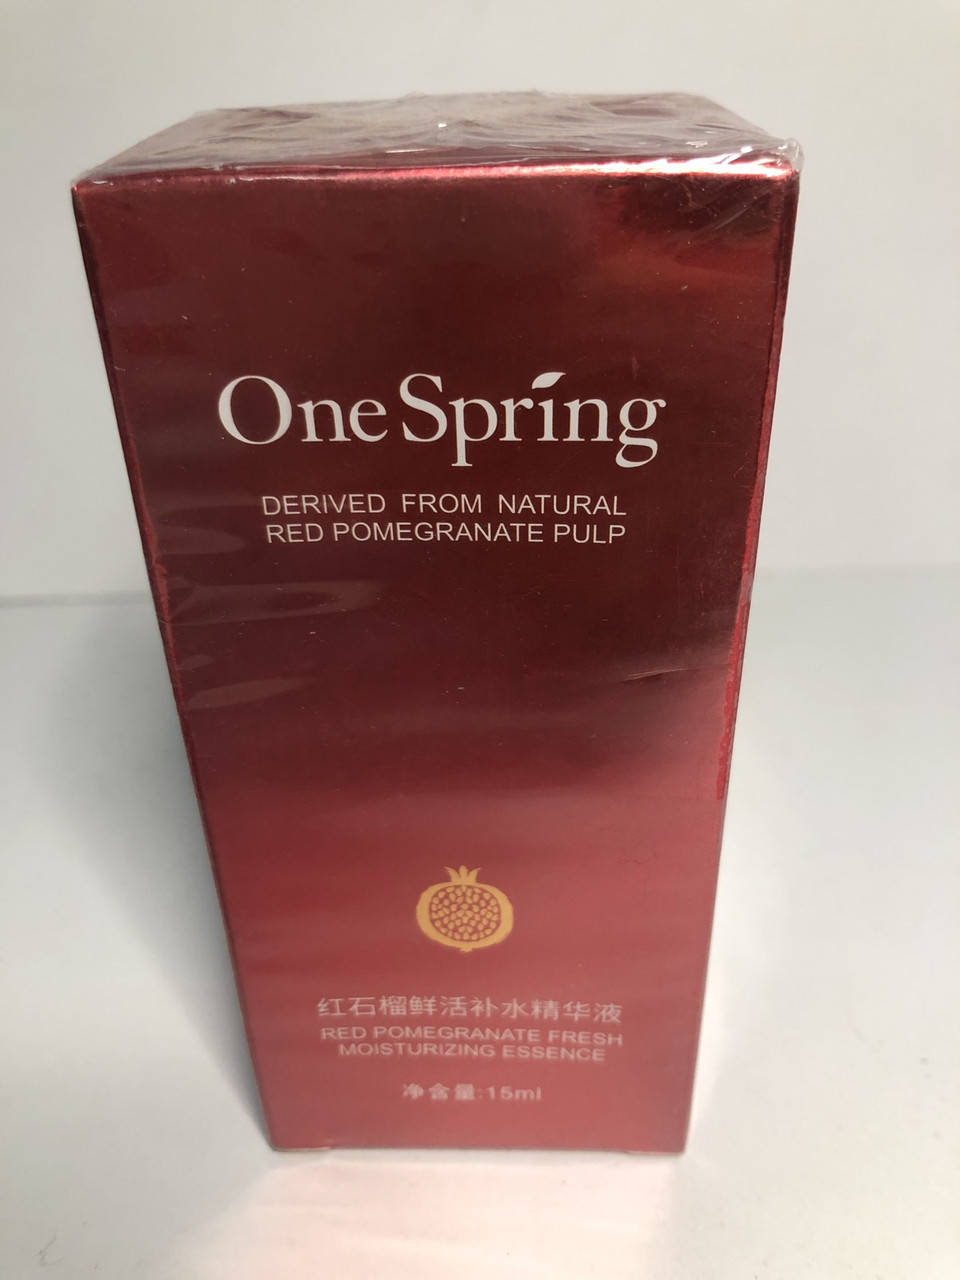 One Spring
DERIVED FROM NATURAL
RED POMEGRANATE PULP
红石榴鲜活补水精华液
RED POMEGRANATE FRESH
MOISTURIZING ESSENCE
净含量:15ml